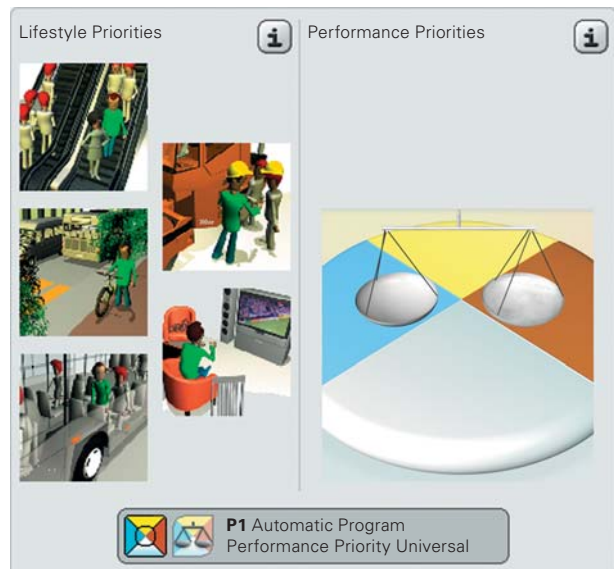 Lifestyle Priorities
Performance Priorities
P1 Automatic Program
Performance Priority Universal